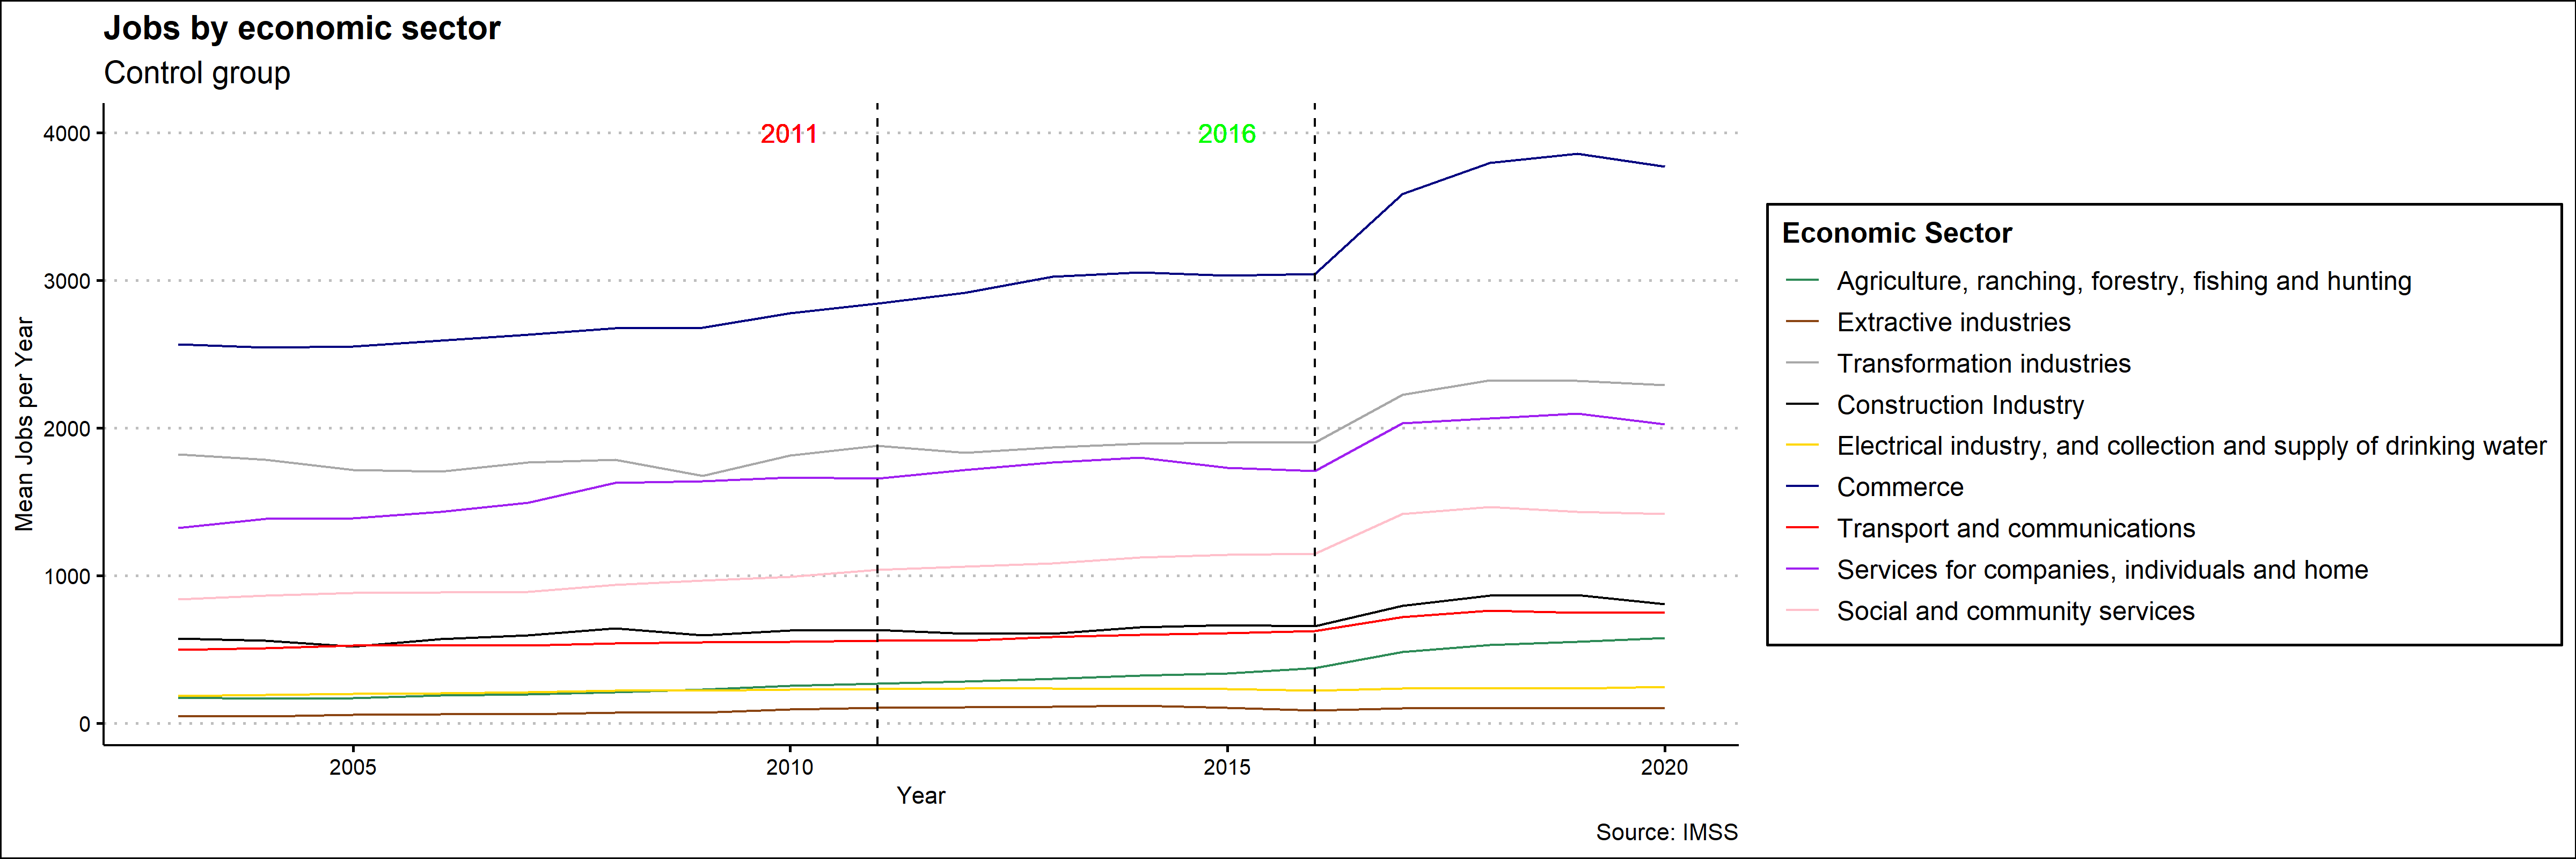 Jobs by economic sector
Control group
4000
3000
2000
1000
0
Mean Jobs per Year
2011
2016
2005
2010
2015
2020
Year
Source: IMSS
Economic Sector
Agriculture, ranching, forestry, fishing and hunting
Extractive industries
Transformation industries
Construction Industry
Electrical industry, and collection and supply of drinking water
Commerce
Transport and communications
Services for companies, individuals and home
Social and community services